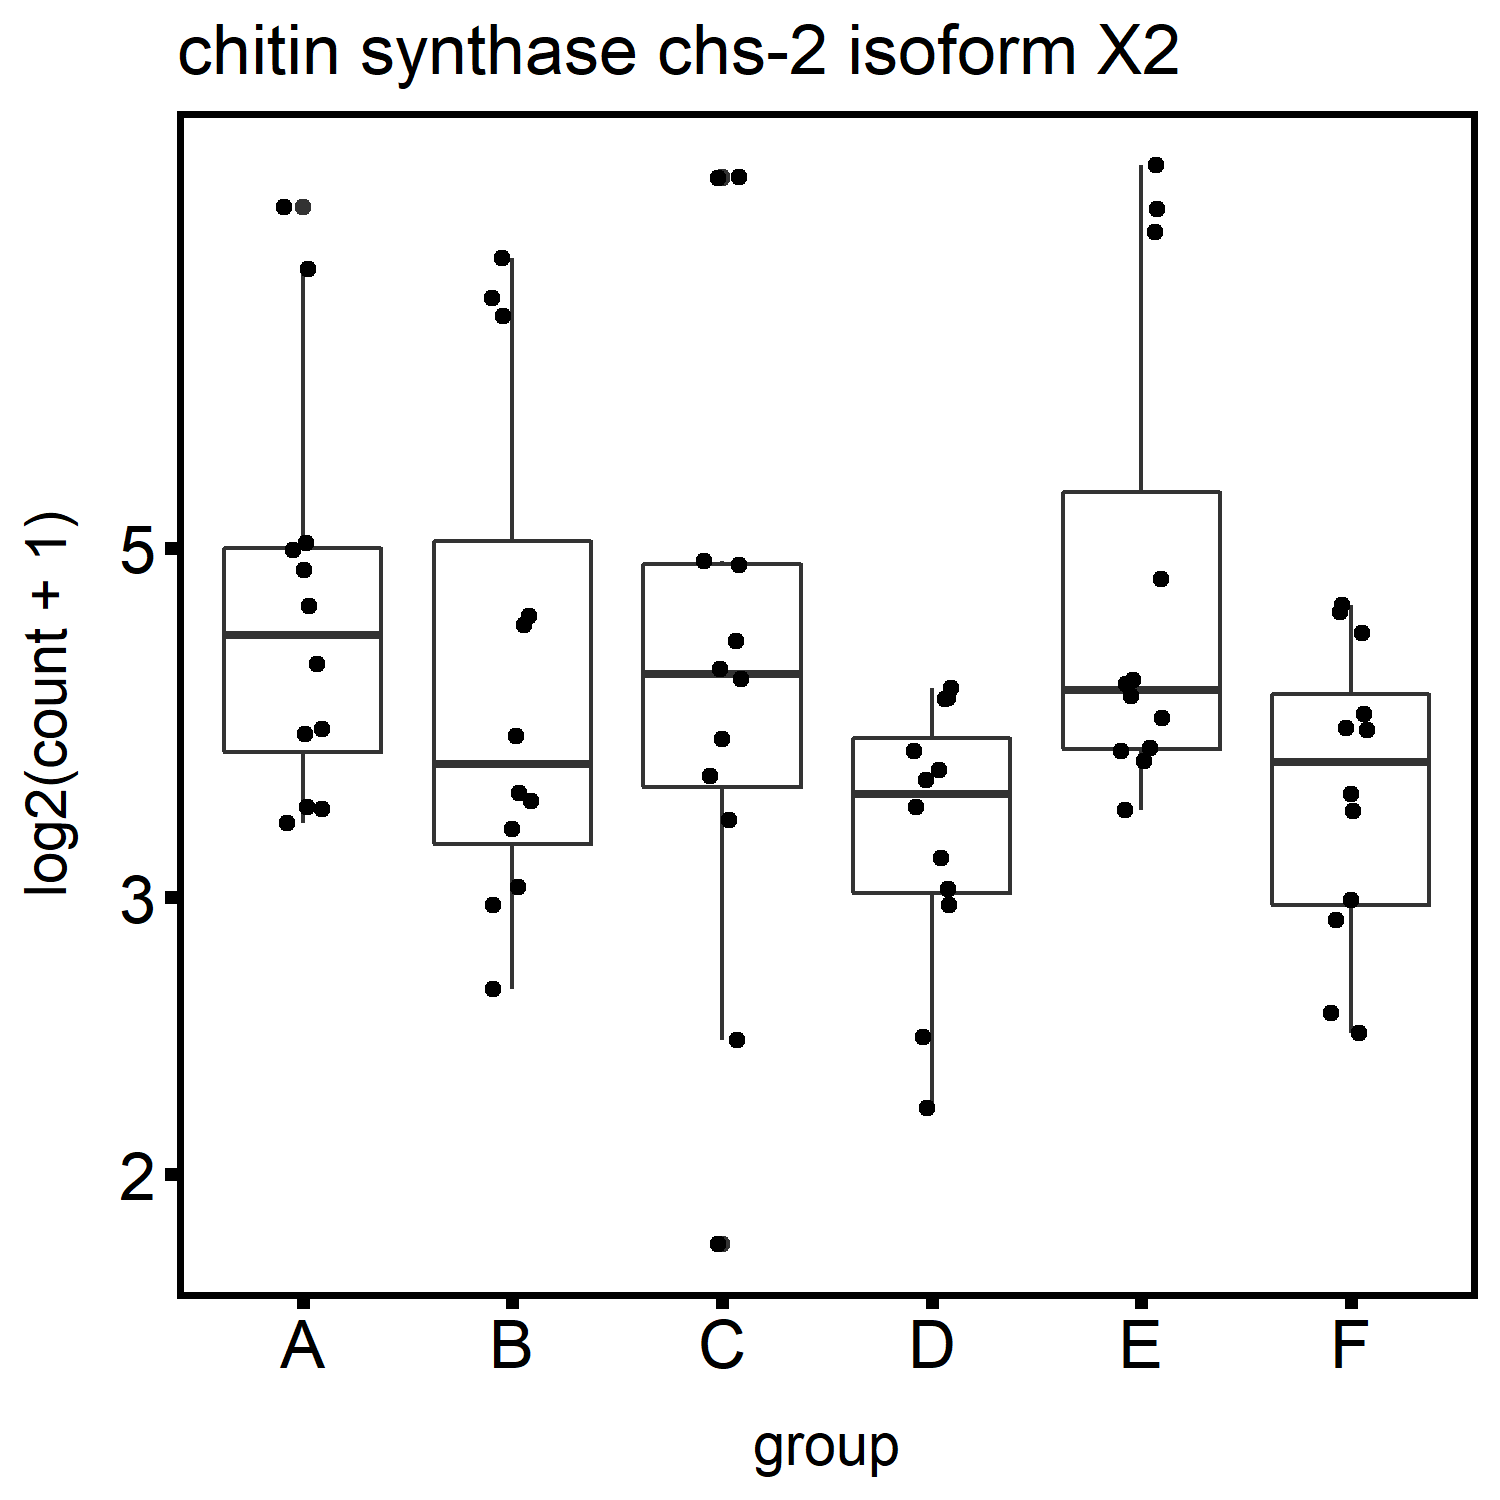 chitin synthase chs-2 isoform X2
log2(count + 1)
5
3
2
A B C D E F
group